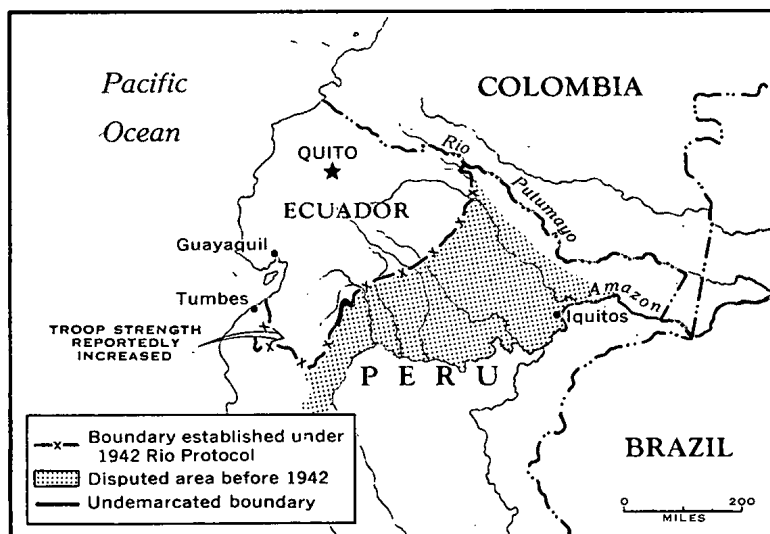 Pacific
Ocean
COLOMBIA
QUITO
Rio
Putumayo
ECUADOR
Guayaquil
Tumbes
Amazon
Iquitos
TROOP STRENGTH
REPORTEDLY
INCREASED
PERU
BRAZIL
Boundary established under
1942 Rio Protocol
Disputed area before 1942
Undemarcated boundary
0 200
MILES